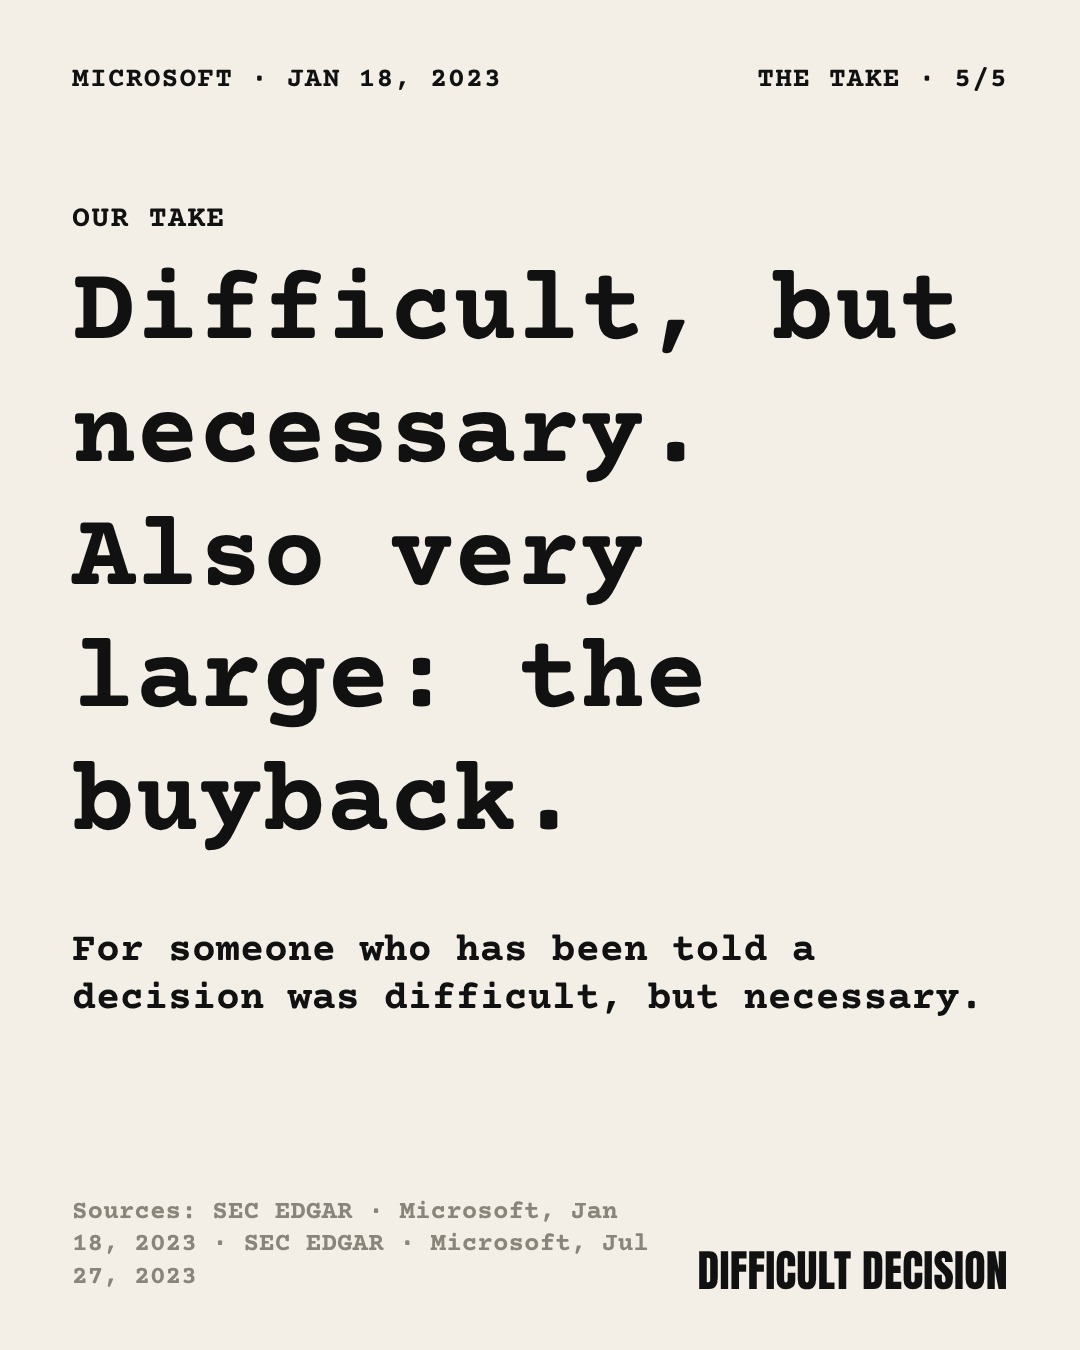 MICROSOFT · JAN 18, 2023
THE TAKE · 5/5
OUR TAKE
Difficult, but
necessary.
Also very
large: the
buyback.
For someone who has been told a
decision was difficult, but necessary.
Sources: SEC EDGAR · Microsoft, Jan
18, 2023 · SEC EDGAR · Microsoft, Jul
27, 2023
DIFFICULT DECISION